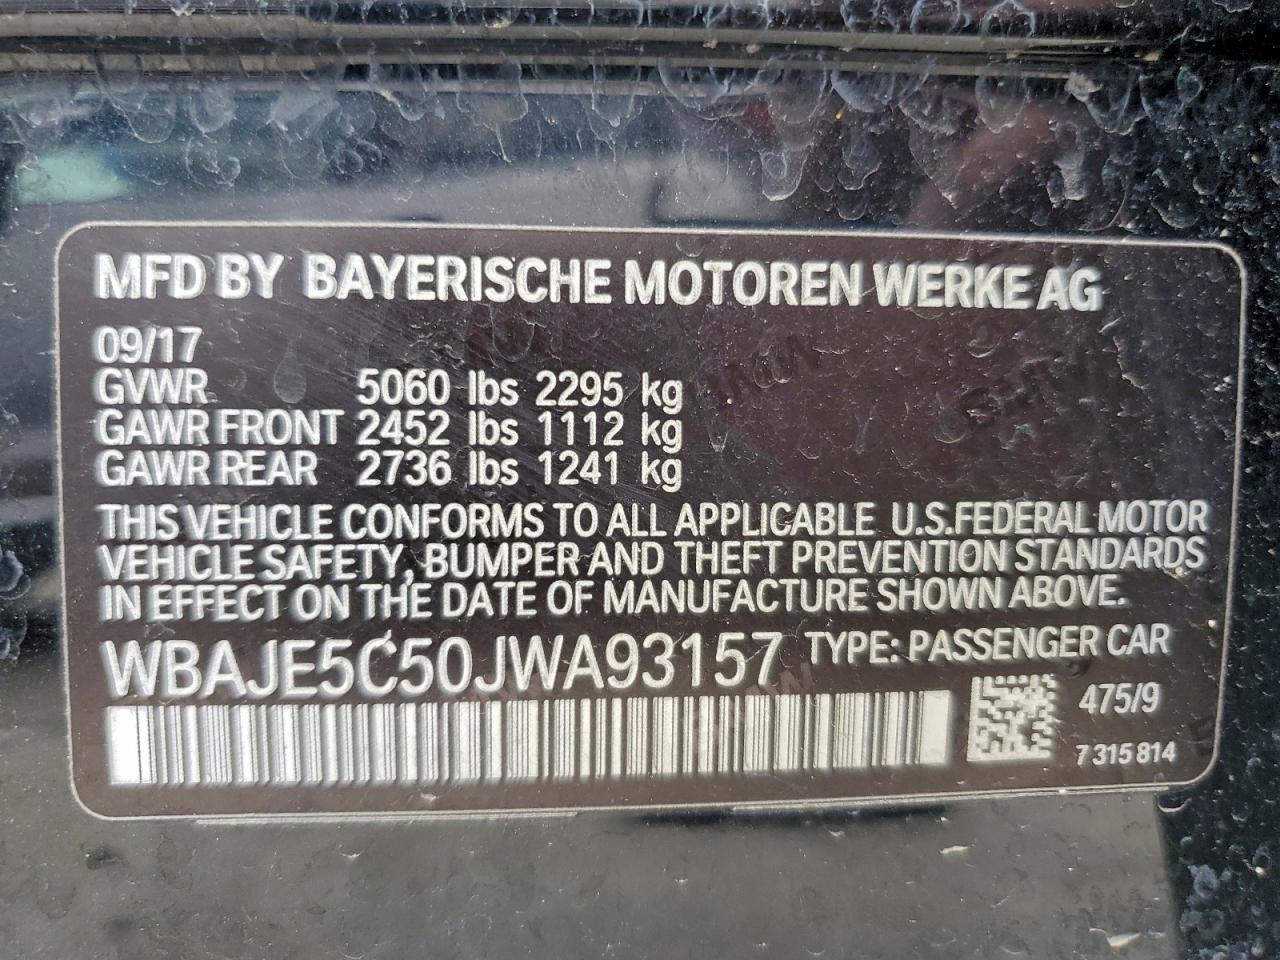 MFD BY BAYERISCHE MOTOREN WERKE AG
09/17
GVWR 5060 lbs 2295 kg
GAWR FRONT 2452 lbs 1112 kg
GAWR REAR 2736 lbs 1241 kg
THIS VEHICLE CONFORMS TO ALL APPLICABLE U.S.FEDERAL MOTOR
VEHICLE SAFETY, BUMPER AND THEFT PREVENTION STANDARDS
IN EFFECT ON THE DATE OF MANUFACTURE SHOWN ABOVE.
WBAJE5C50JWA93157 TYPE: PASSENGER CAR
475/9
7 315 814